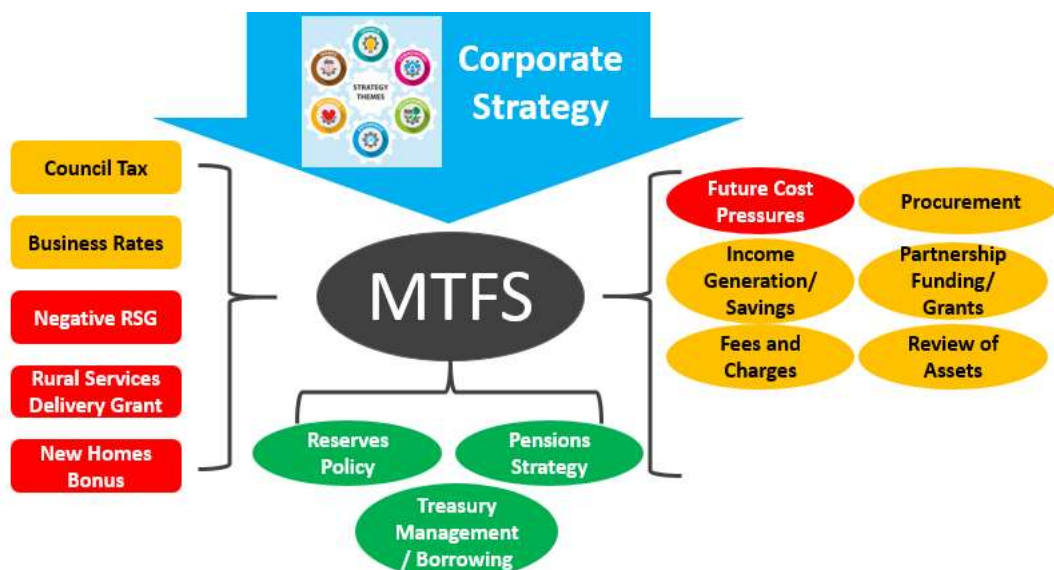 Corporate
Strategy
STRATEGY
THEMES
Council Tax
Business Rates
Negative RSG
Rural Services
Delivery Grant
New Homes
Bonus
MTFS
Future Cost
Pressures
Procurement
Income
Generation/
Savings
Partnership
Funding/
Grants
Fees and
Charges
Review of
Assets
Reserves
Policy
Pensions
Strategy
Treasury
Management
/ Borrowing